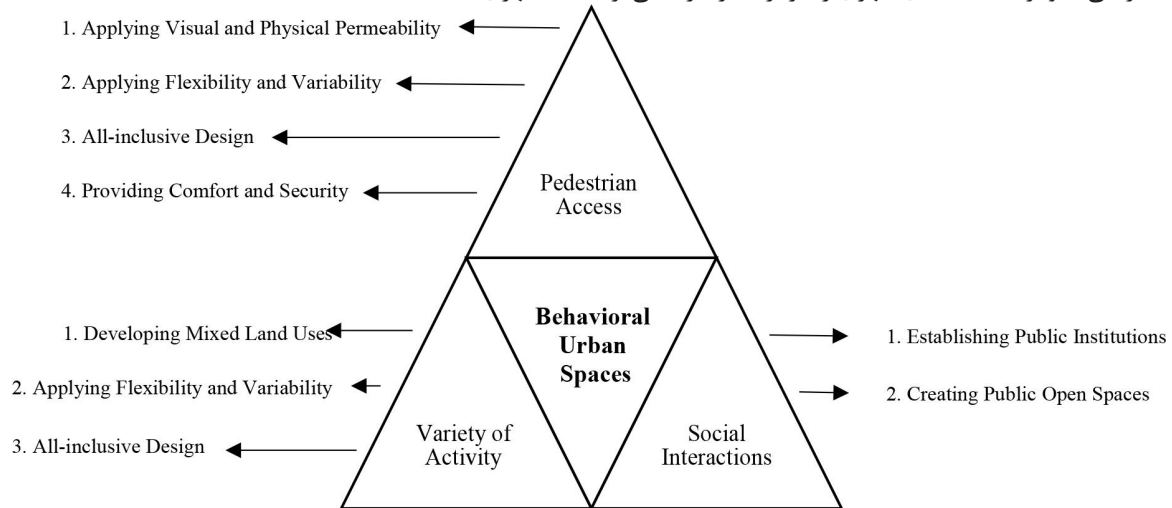 1. Applying Visual and Physical Permeability
2. Applying Flexibility and Variability
3. All-inclusive Design
4. Providing Comfort and Security
Pedestrian
Access
1. Developing Mixed Land Uses
2. Applying Flexibility and Variability
3. All-inclusive Design
Behavioral
Urban
Spaces
Variety of
Activity
Social
Interactions
1. Establishing Public Institutions
2. Creating Public Open Spaces